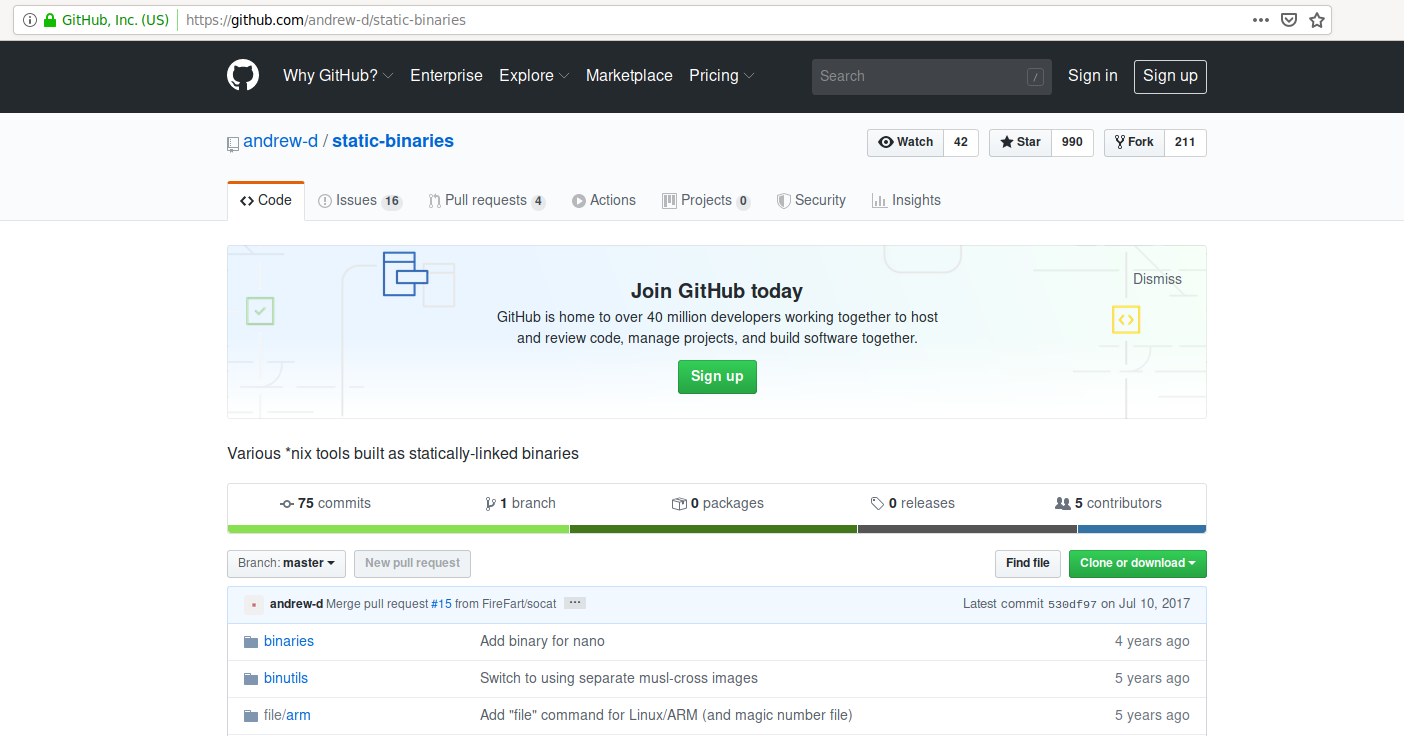 GitHub, Inc. (US) https://github.com/andrew-d/static-binaries
Why GitHub? Enterprise Explore Marketplace Pricing Search / Sign in Sign up
andrew-d / static-binaries Watch 42 Star 990 Fork 211
Code Issues 16 Pull requests 4 Actions Projects 0 Security Insights
Dismiss
Join GitHub today
GitHub is home to over 40 million developers working together to host
and review code, manage projects, and build software together.
Sign up
Various *nix tools built as statically-linked binaries
75 commits 1 branch 0 packages 0 releases 5 contributors
Branch: master New pull request Find file Clone or download
andrew-d Merge pull request #15 from FireFart/socat ... Latest commit 530df97 on Jul 10, 2017
binaries Add binary for nano 4 years ago
binutils Switch to using separate musl-cross images 5 years ago
file/arm Add "file" command for Linux/ARM (and magic number file) 5 years ago